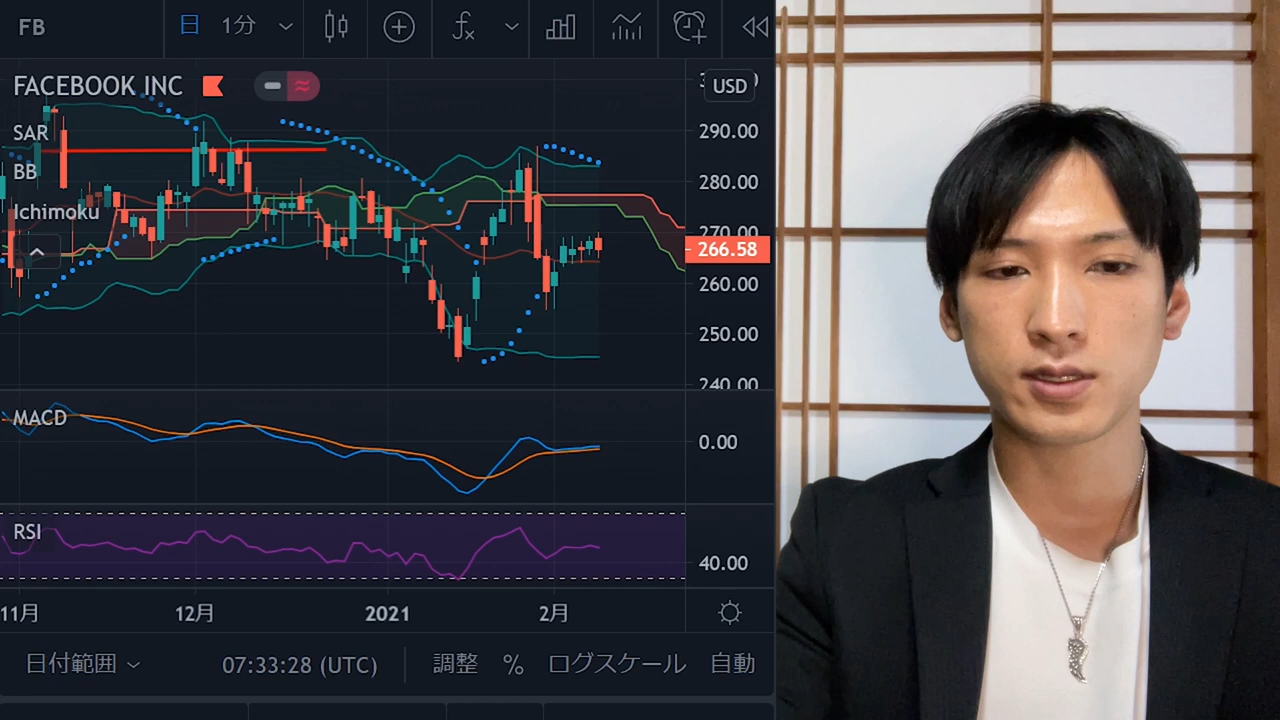 FB
日 1分
FACEBOOK INC
USD
SAR
290.00
BB
280.00
Ichimoku
270.00
266.58
260.00
250.00
240.00
MACD
0.00
RSI
40.00
11月 12月 2021 2月
日付範囲 07:33:28 (UTC) 調整 % ログスケール 自動